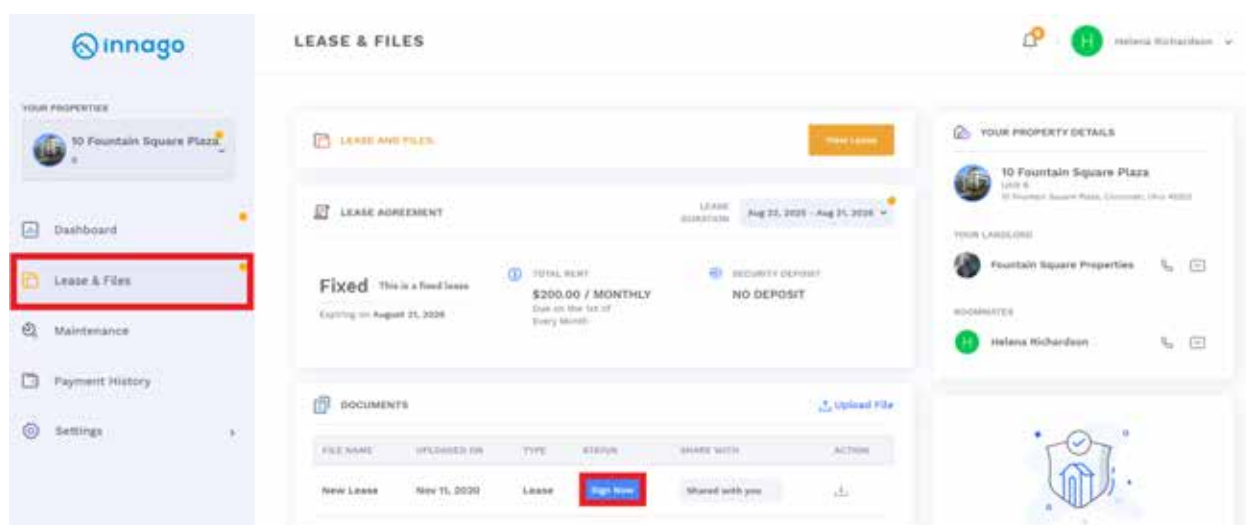 innago
LEASE & FILES
H
Helena Richardson
YOUR PROPERTIES
10 Fountain Square Plaza
6
Dashboard
Lease & Files
Maintenance
Payment History
Settings
LEASE AND FILES
View Lease
LEASE AGREEMENT
LEASE DURATION
Aug 22, 2025 - Aug 21, 2026
Fixed This is a fixed lease
Expiring on August 21, 2026
TOTAL RENT
$200.00 / MONTHLY
Due on the 1st of
Every Month
SECURITY DEPOSIT
NO DEPOSIT
DOCUMENTS
Upload File
FILE NAME UPLOADED ON TYPE STATUS SHARE WITH ACTION
New Lease Nov 11, 2020 Lease Sign Now Shared with you
YOUR PROPERTY DETAILS
10 Fountain Square Plaza
Unit 6
YOUR LANDLORD
Fountain Square Properties
ROOMMATES
H
Helena Richardson